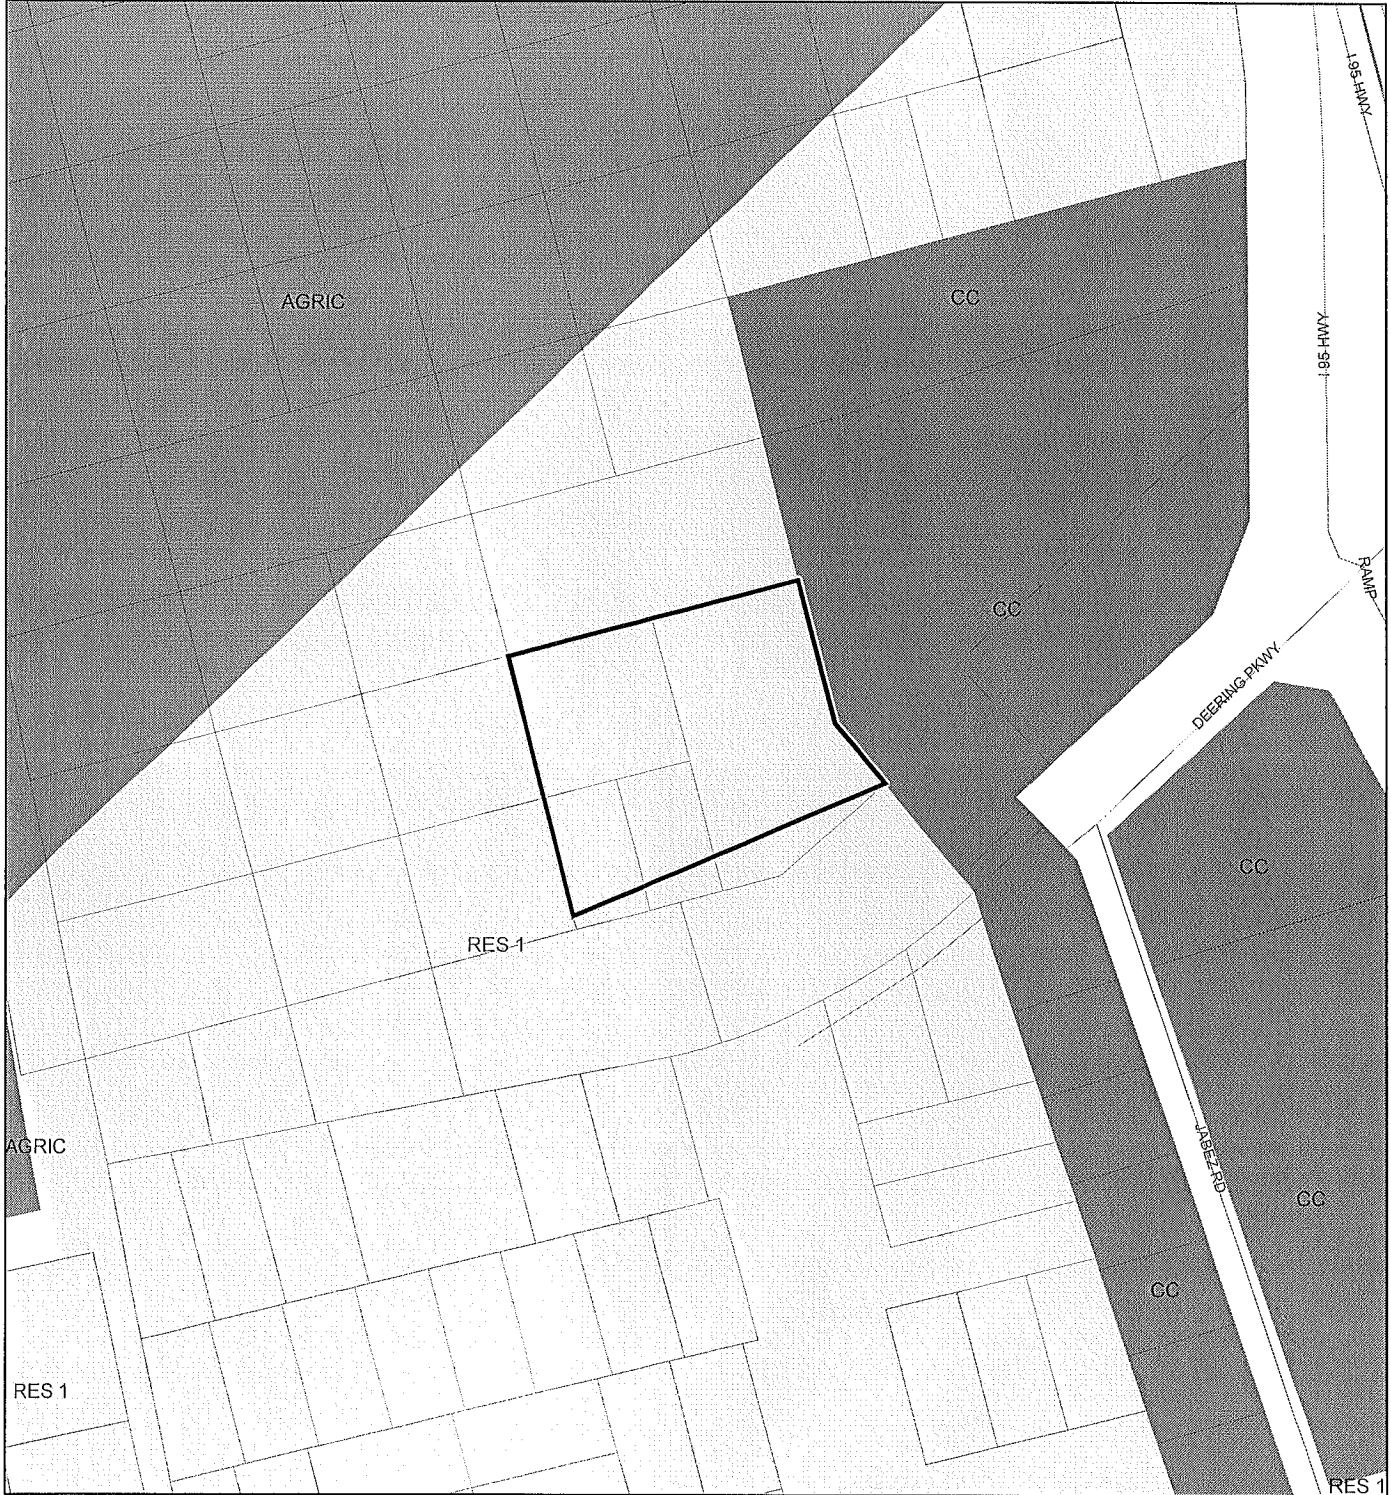 I 95 HWY
AGRIC
CC
I 95 HWY
RAMP
CC
DEERING PKWY
CC
RES 1
AGRIC
JABEZ RD
CC
CC
RES 1
RES 1